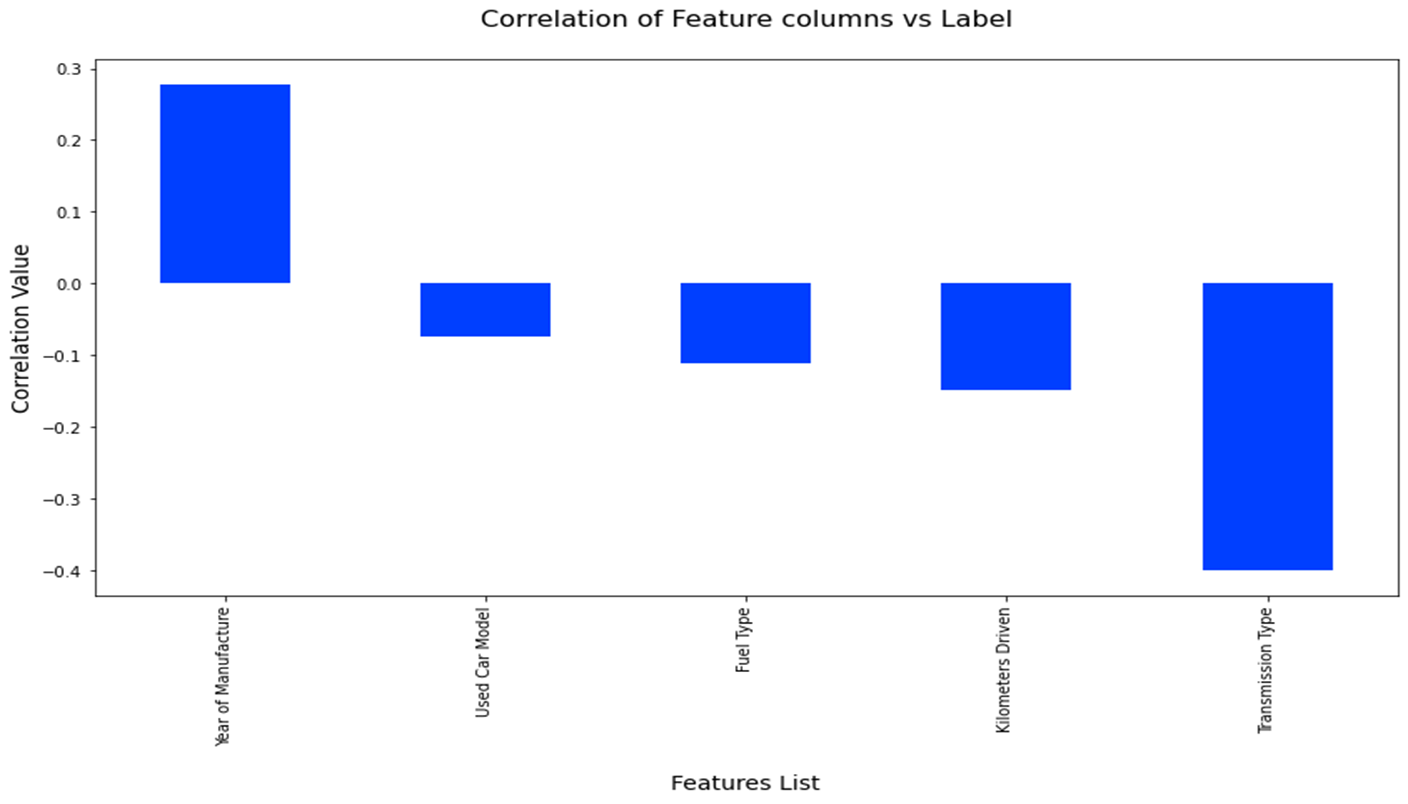 Correlation of Feature columns vs Label
0.3
0.2
0.1
0.0
−0.1
−0.2
−0.3
−0.4
Correlation Value
Year of Manufacture
Used Car Model
Fuel Type
Kilometers Driven
Transmission Type
Features List